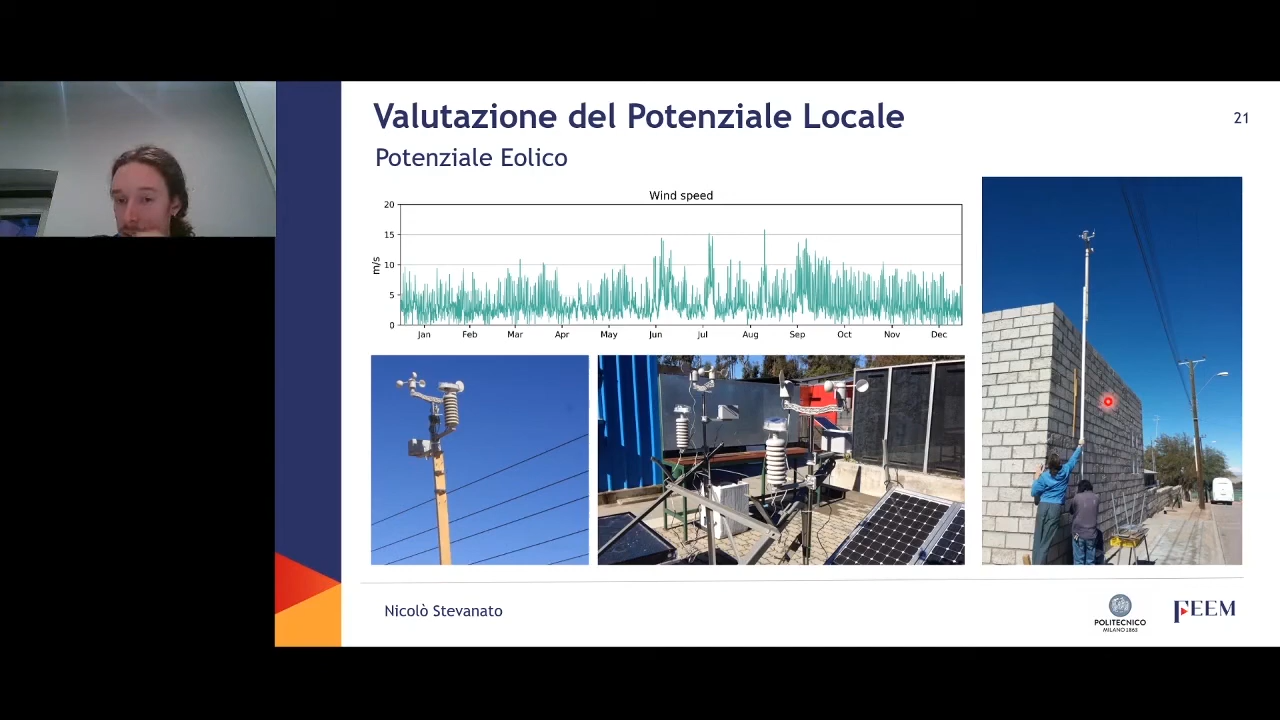 Valutazione del Potenziale Locale
21
Potenziale Eolico
Wind speed
20
15
10
5
0
m/s
Jan Feb Mar Apr May Jun Jul Aug Sep Oct Nov Dec
Nicolò Stevanato
POLITECNICO
MILANO 1863
FEEM